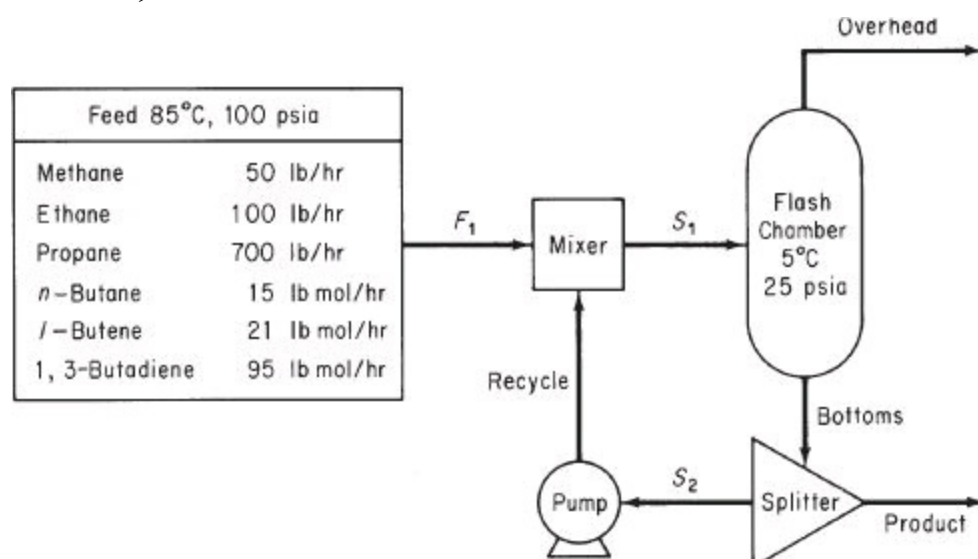 Overhead
Feed 85°C, 100 psia
Methane 50 lb/hr
Ethane 100 lb/hr
Propane 700 lb/hr
n-Butane 15 lb mol/hr
l-Butene 21 lb mol/hr
1, 3-Butadiene 95 lb mol/hr
F1
Mixer
S1
Flash
Chamber
5°C
25 psia
Recycle
Bottoms
Pump
S2
Splitter
Product